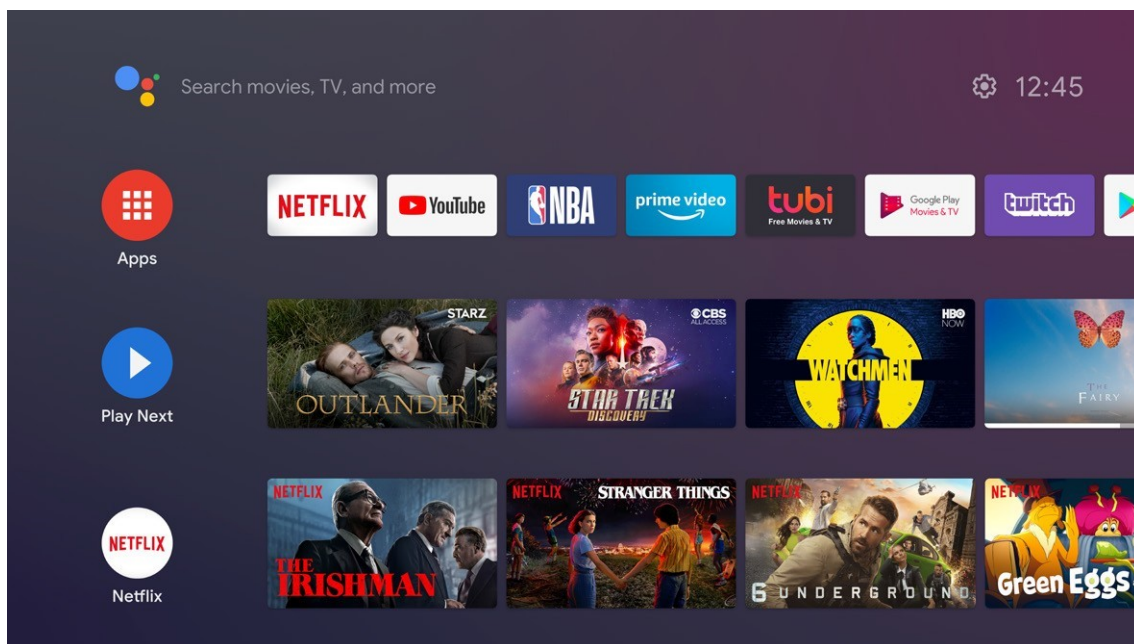 Search movies, TV, and more
12:45
Apps
NETFLIX
YouTube
NBA
prime video
tubi
Free Movies & TV
Google Play
Movies & TV
twitch
Play Next
STARZ
OUTLANDER
CBS
ALL ACCESS
STAR TREK
DISCOVERY
HBO
NOW
WATCHMEN
THE
FAIRY
NETFLIX
Netflix
NETFLIX
THE
IRISHMAN
NETFLIX
STRANGER THINGS
NETFLIX
6 UNDERGROUND
NETFLIX
Green Eggs